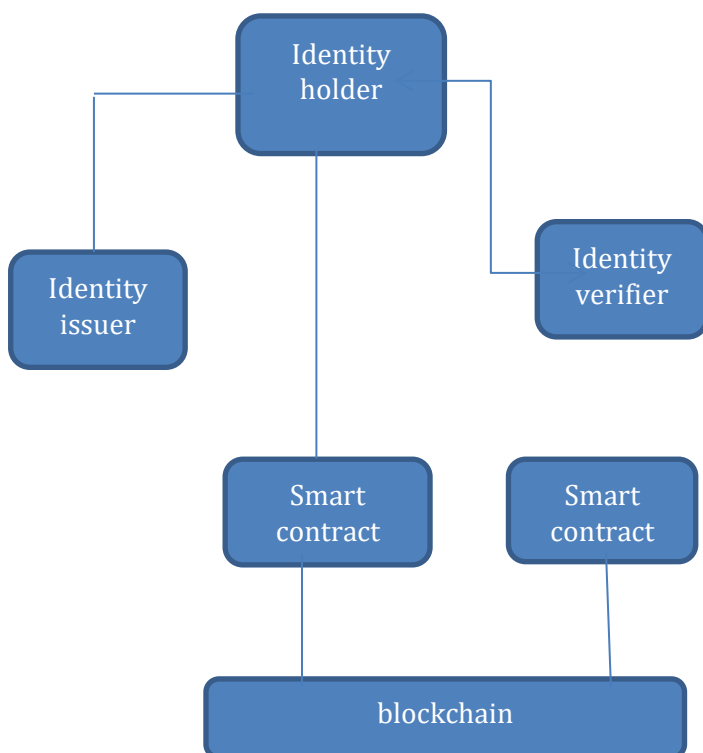 Identity
holder
Identity
verifier
Identity
issuer
Smart
contract
Smart
contract
blockchain